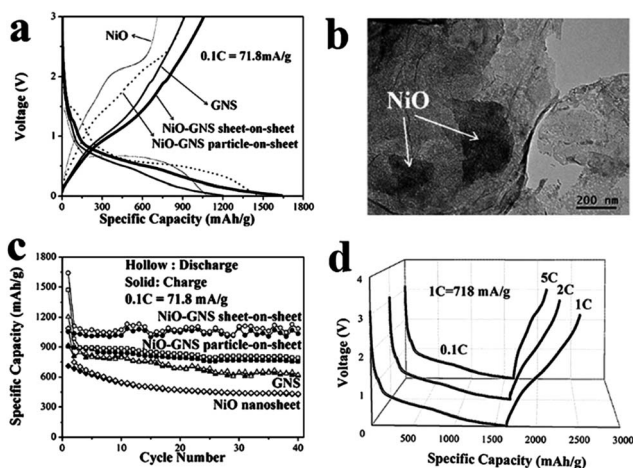 a
3
2
1
0
Voltage (V)
NiO
0.1C = 71.8mA/g
GNS
NiO-GNS sheet-on-sheet
NiO-GNS particle-on-sheet
0 300 600 900 1200 1500 1800
Specific Capacity (mAh/g)
b
NiO
200 nm
c
1800
1500
1200
900
600
300
0
Specific Capacity (mAh/g)
Hollow : Discharge
Solid: Charge
0.1C = 71.8 mA/g
NiO-GNS sheet-on-sheet
NiO-GNS particle-on-sheet
GNS
NiO nanosheet
0 10 20 30 40
Cycle Number
d
4
3
2
1
0
Voltage (V)
1C=718 mA/g
5C
2C
1C
0.1C
0 500 1000 1500 2000 2500 3000
Specific Capacity (mAh/g)